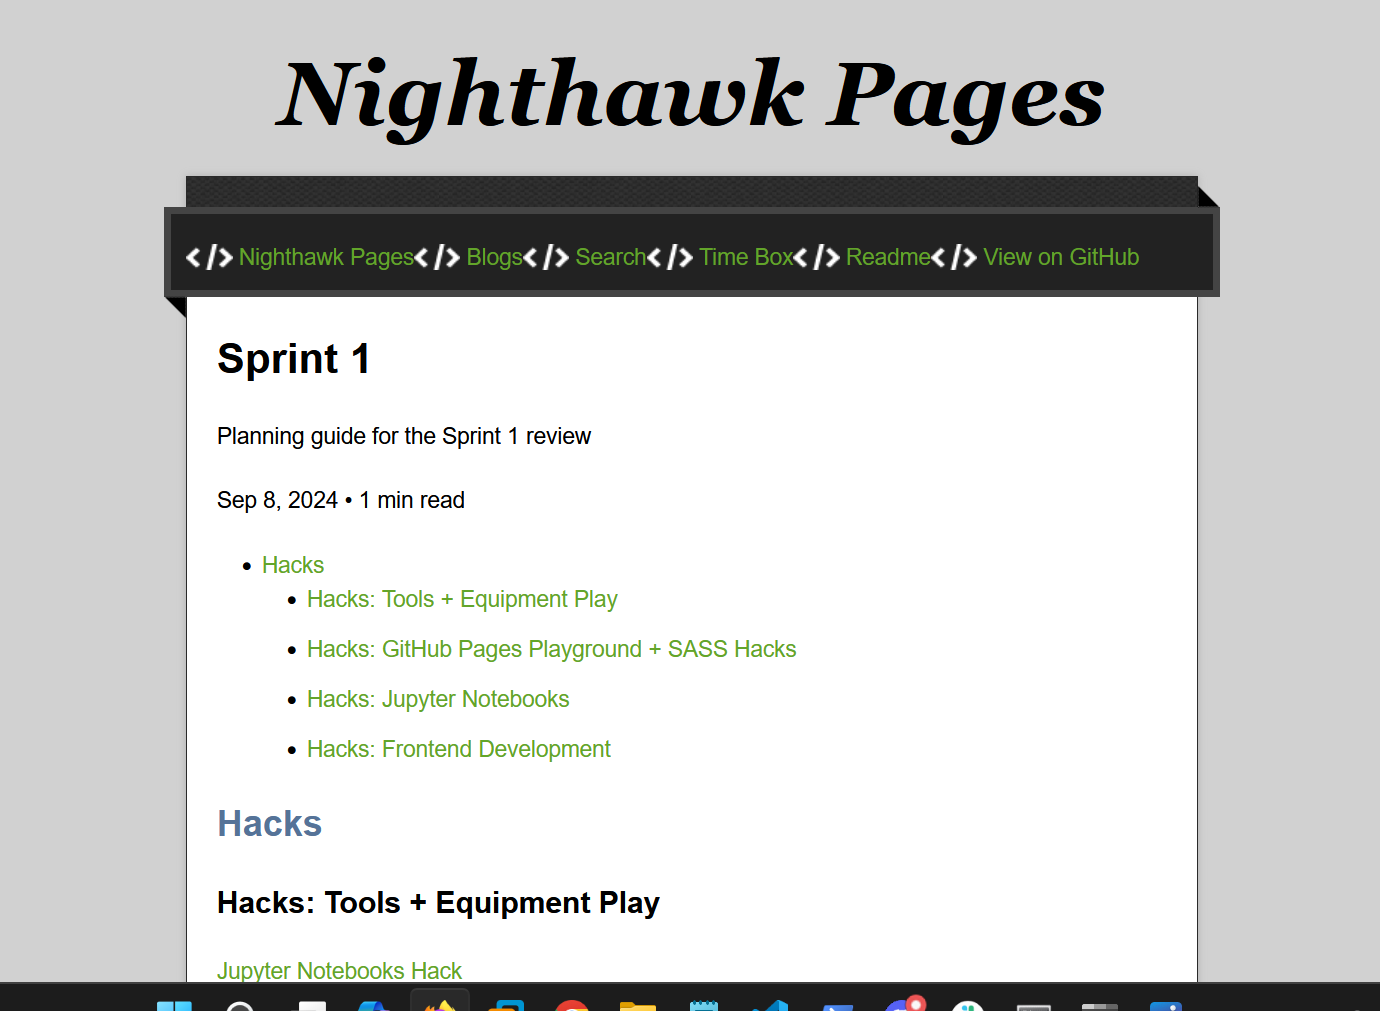 Nighthawk Pages
</> Nighthawk Pages</> Blogs</> Search</> Time Box</> Readme</> View on GitHub
Sprint 1
Planning guide for the Sprint 1 review
Sep 8, 2024 • 1 min read
• Hacks
• Hacks: Tools + Equipment Play
• Hacks: GitHub Pages Playground + SASS Hacks
• Hacks: Jupyter Notebooks
• Hacks: Frontend Development
Hacks
Hacks: Tools + Equipment Play
Jupyter Notebooks Hack